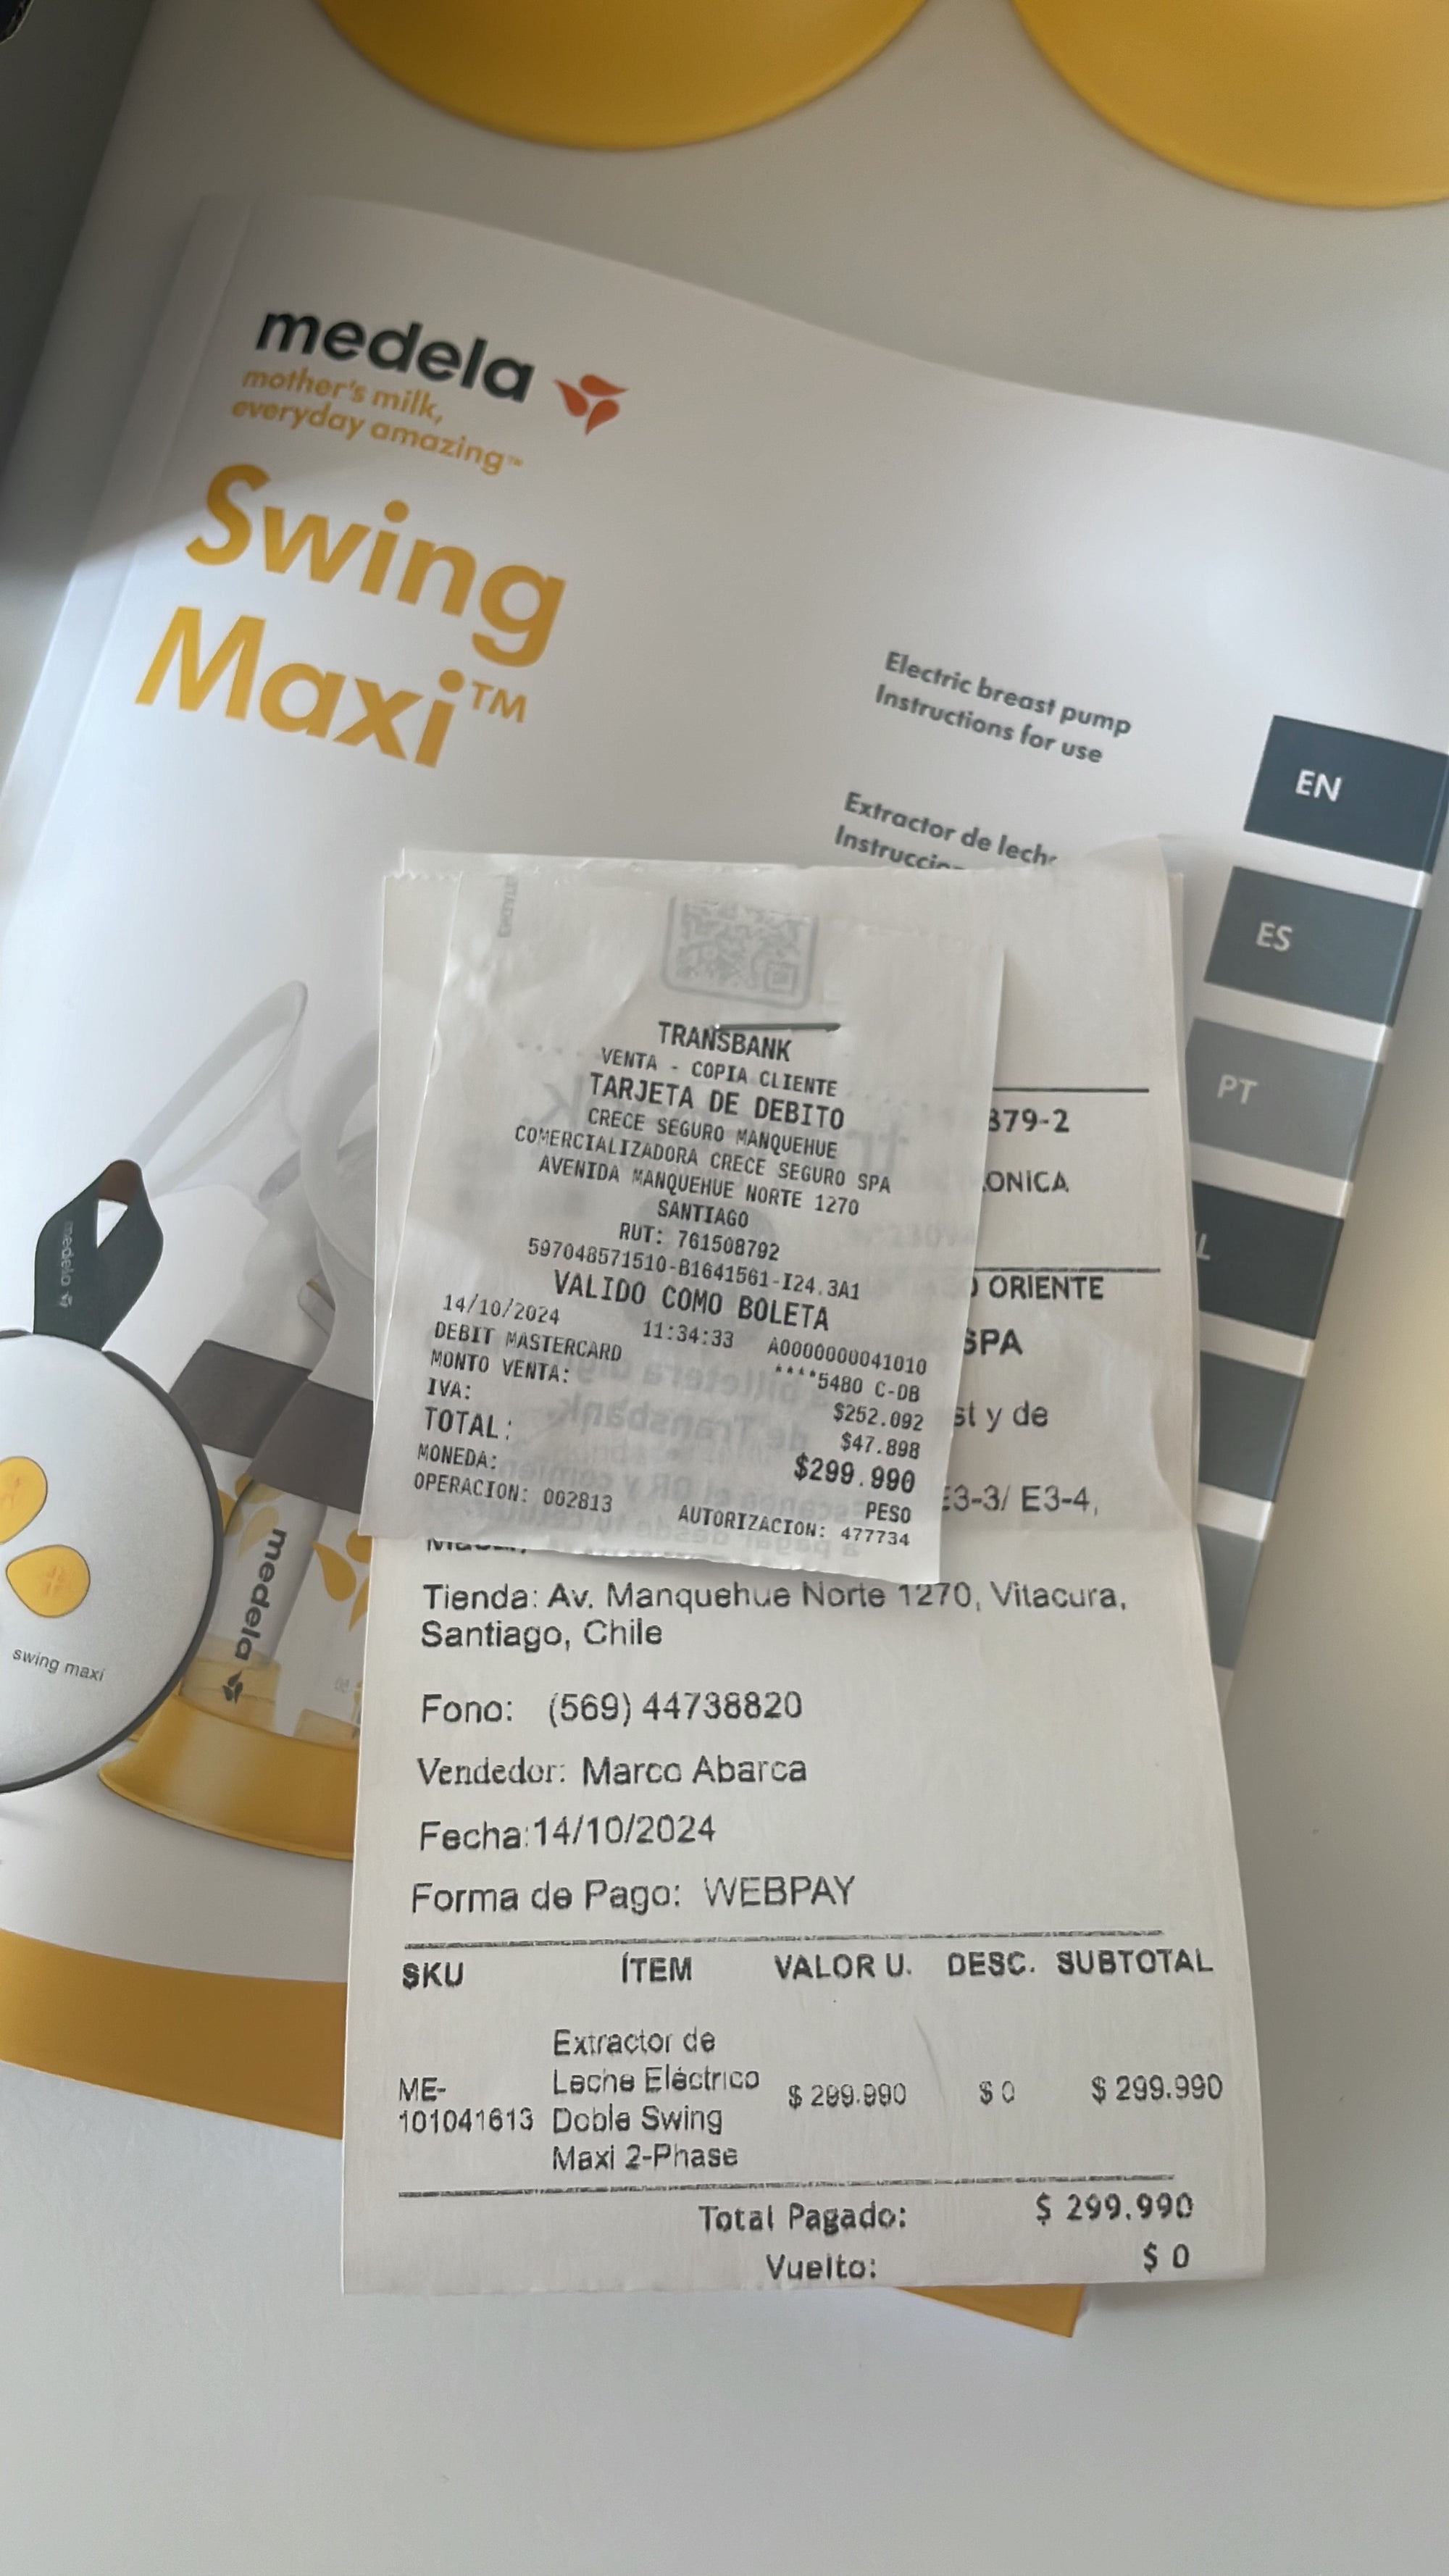 medela
mother's milk,
everyday amazing™
Swing
Maxi™
Electric breast pump
Instructions for use
Extractor de leche
EN
ES
PT
TRANSBANK
VENTA - COPIA CLIENTE
TARJETA DE DEBITO
CRECE SEGURO MANQUEHUE
COMERCIALIZADORA CRECE SEGURO SPA
AVENIDA MANQUEHUE NORTE 1270
SANTIAGO
RUT: 761508792
597048571510-B1641561-I24.3A1
VALIDO COMO BOLETA
14/10/2024 11:34:33 A0000000041010
DEBIT MASTERCARD ****5480 C-DB
MONTO VENTA: $252.092
IVA: $47.898
TOTAL: $299.990
MONEDA: PESO
OPERACION: 002813 AUTORIZACION: 477734
379-2
ONICA
ORIENTE
SPA
st y de
E3-3/ E3-4,
Tienda: Av. Manquehue Norte 1270, Vitacura,
Santiago, Chile
Fono: (569) 44738820
Vendedor: Marco Abarca
Fecha:14/10/2024
Forma de Pago: WEBPAY
SKU ÍTEM VALOR U. DESC. SUBTOTAL
Extractor de
ME- Leche Eléctrico $ 299.990 $ 0 $ 299.990
101041613 Doble Swing
Maxi 2-Phase
Total Pagado: $ 299.990
Vuelto: $ 0
medela
medela
swing maxi